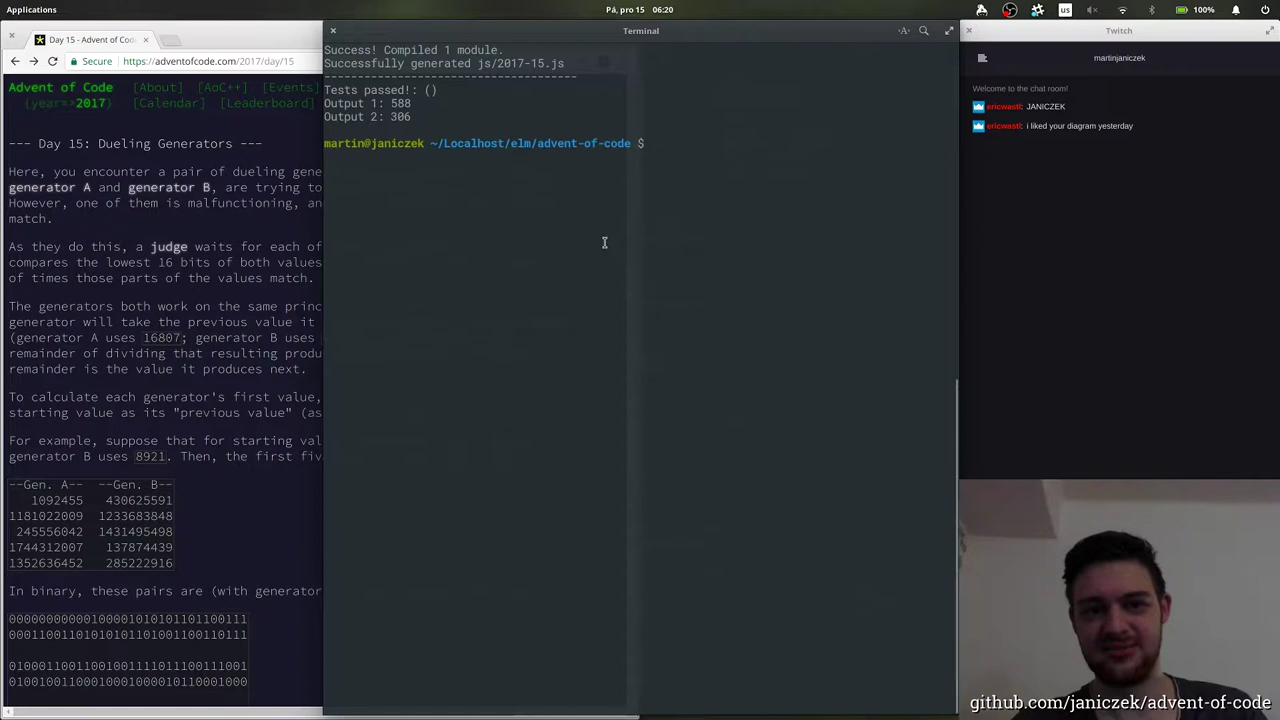 Applications
Pá, pro 15 06:20
us
100%
Day 15 - Advent of Cod
Secure
https://adventofcode.com/2017/day/15
Advent of Code [About] [AoC++] [Events]
{year=>2017} [Calendar] [Leaderboard]
--- Day 15: Dueling Generators ---
Here, you encounter a pair of dueling gene
generator A and generator B, are trying to
However, one of them is malfunctioning, an
match.
As they do this, a judge waits for each of
compares the lowest 16 bits of both values
of times those parts of the values match.
The generators both work on the same princ
generator will take the previous value it
(generator A uses 16807; generator B uses
remainder of dividing that resulting produ
remainder is the value it produces next.
To calculate each generator's first value,
starting value as its "previous value" (as
For example, suppose that for starting val
generator B uses 8921. Then, the first fiv
--Gen. A-- --Gen. B--
1092455 430625591
1181022009 1233683848
245556042 1431495498
1744312007 137874439
1352636452 285222916
In binary, these pairs are (with generator
00000000000100001010101101100111
00011001101010101101001100110111
01000110011001001111011100111001
01001001100010001000010110001000
Terminal
Success! Compiled 1 module.
Successfully generated js/2017-15.js
Tests passed!: ()
Output 1: 588
Output 2: 306
martin@janiczek ~/Localhost/elm/advent-of-code $
Twitch
martinjaniczek
Welcome to the chat room!
ericwastl: JANICZEK
ericwastl: i liked your diagram yesterday
github.com/janiczek/advent-of-code